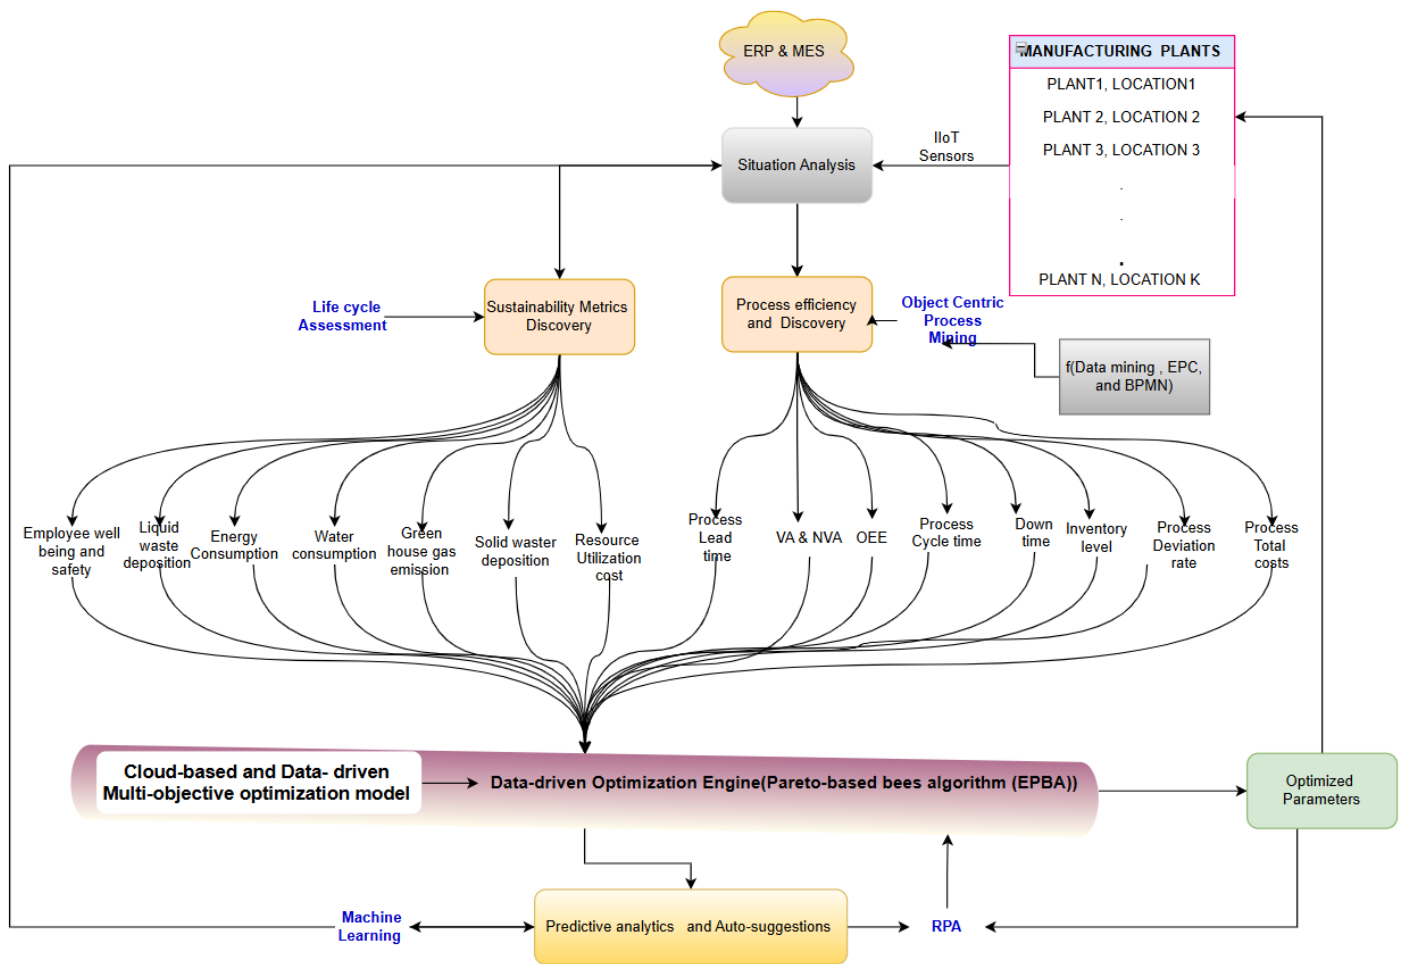 ERP & MES
MANUFACTURING PLANTS
PLANT1, LOCATION1
PLANT 2, LOCATION 2
PLANT 3, LOCATION 3
.
.
.
PLANT N, LOCATION K
IIoT
Sensors
Situation Analysis
Life cycle
Assessment
Sustainability Metrics
Discovery
Process efficiency
and Discovery
Object Centric
Process
Mining
f(Data mining , EPC,
and BPMN)
Employee well
being and
safety
Liquid
waste
deposition
Energy
Consumption
Water
consumption
Green
house gas
emission
Solid waster
deposition
Resource
Utilization
cost
Process
Lead
time
VA & NVA
OEE
Process
Cycle time
Down
time
Inventory
level
Process
Deviation
rate
Process
Total
costs
Cloud-based and Data- driven
Multi-objective optimization model
Data-driven Optimization Engine(Pareto-based bees algorithm (EPBA))
Optimized
Parameters
Machine
Learning
Predictive analytics and Auto-suggestions
RPA